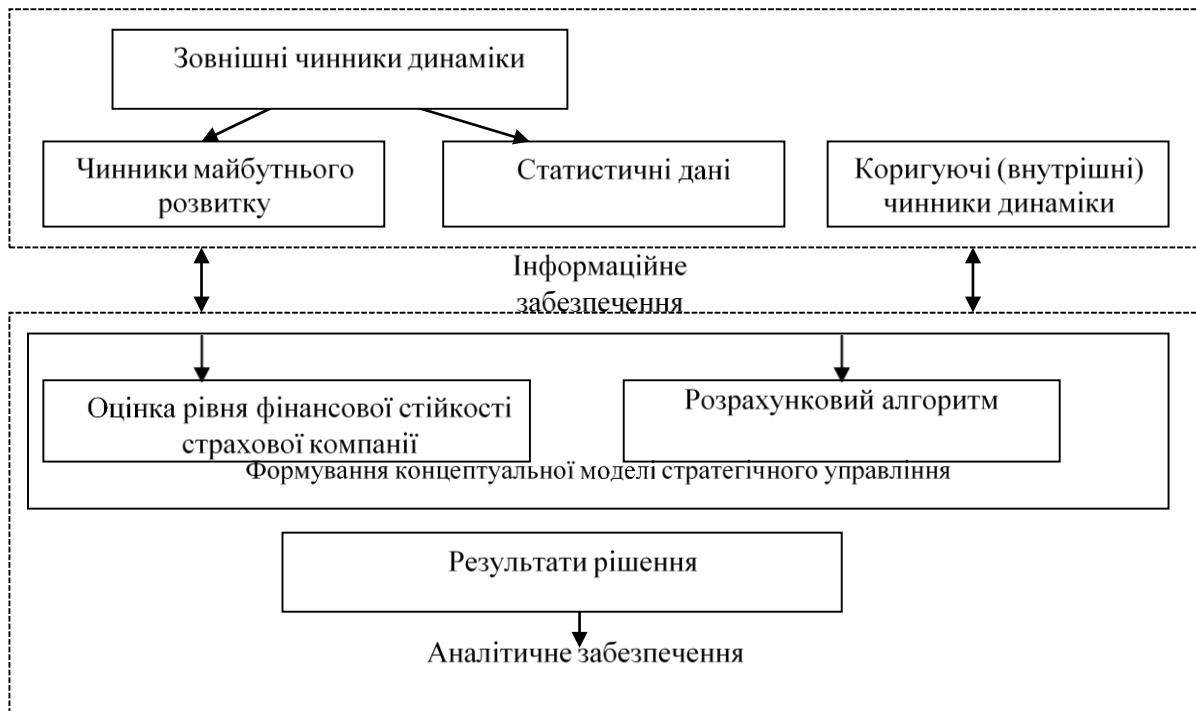 Зовнішні чинники динаміки
Чинники майбутнього
розвитку
Статистичні дані
Коригуючі (внутрішні)
чинники динаміки
Інформаційне
забезпечення
Оцінка рівня фінансової стійкості
страхової компанії
Розрахунковий алгоритм
Формування концептуальної моделі стратегічного управління
Результати рішення
Аналітичне забезпечення